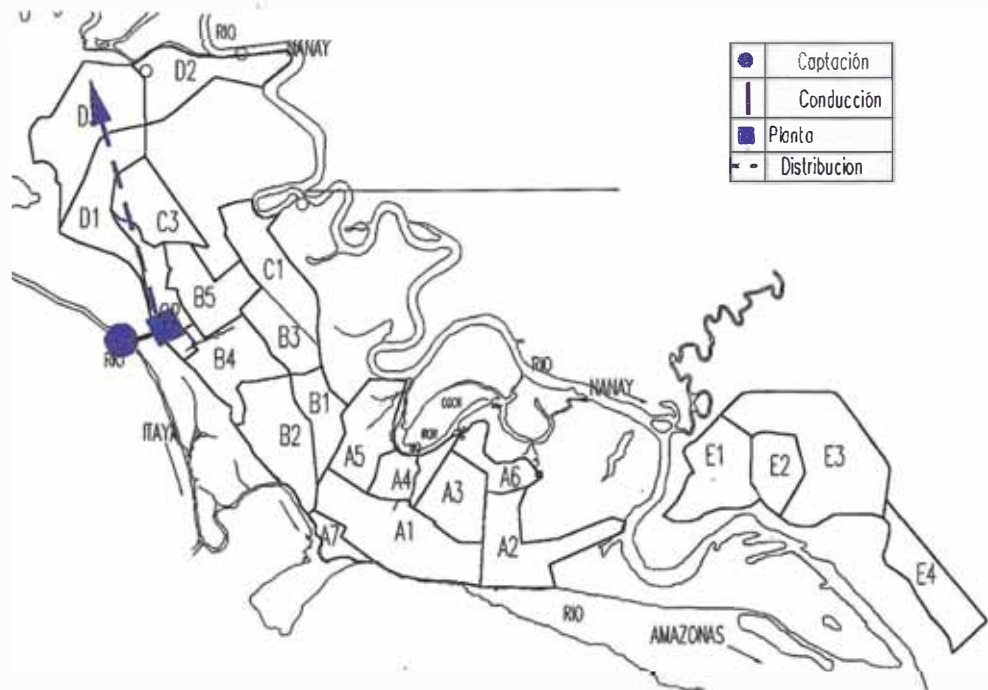 RIO
NANAY
D2
Captación
Conducción
Planta
Distribucion
D1
C3
C1
B5
B3
B4
RIO
RIO
NANAY
ITAYA
B1
B2
A5
A4
A3
A6
A7
A1
A2
E1
E2
E3
E4
RIO
AMAZONAS